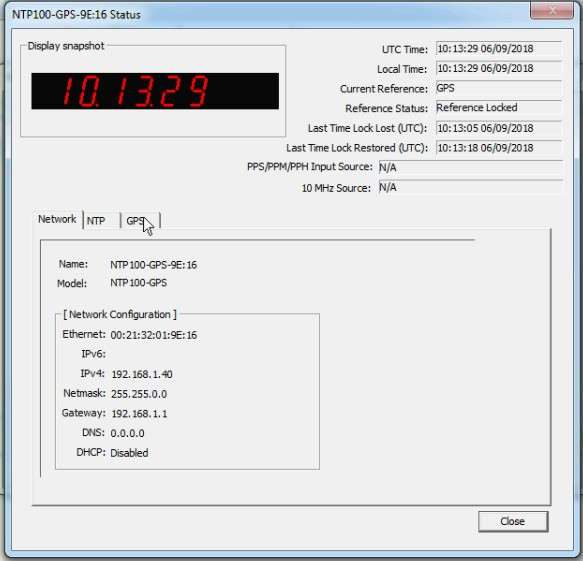 NTP100-GPS-9E:16 Status
Display snapshot
10.13.29
UTC Time: 10:13:29 06/09/2018
Local Time: 10:13:29 06/09/2018
Current Reference: GPS
Reference Status: Reference Locked
Last Time Lock Lost (UTC): 10:13:05 06/09/2018
Last Time Lock Restored (UTC): 10:13:18 06/09/2018
PPS/PPM/PPH Input Source: N/A
10 MHz Source: N/A
Network NTP GPS
Name: NTP100-GPS-9E:16
Model: NTP100-GPS
[ Network Configuration ]
Ethernet: 00:21:32:01:9E:16
IPv6:
IPv4: 192.168.1.40
Netmask: 255.255.0.0
Gateway: 192.168.1.1
DNS: 0.0.0.0
DHCP: Disabled
Close